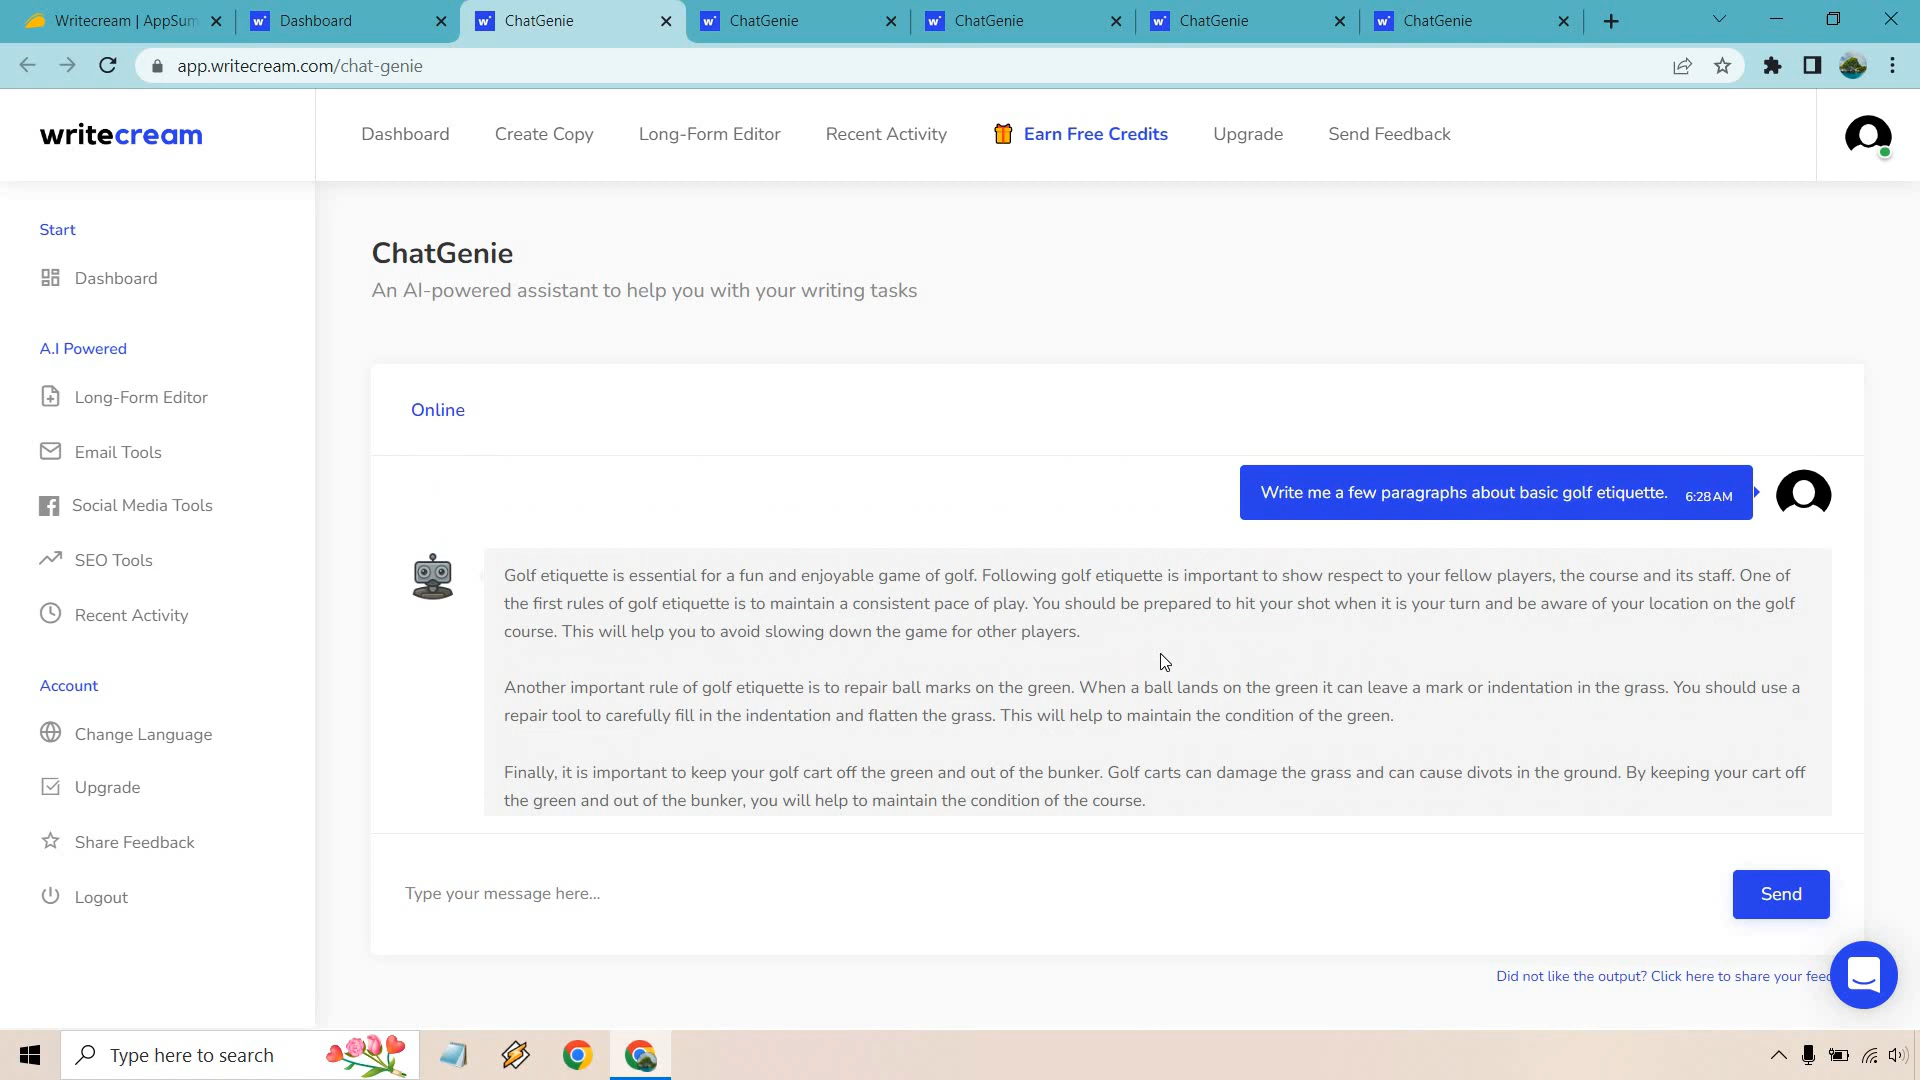 Writecream | AppSum
Dashboard
ChatGenie
ChatGenie
ChatGenie
ChatGenie
ChatGenie
app.writecream.com/chat-genie
writecream
Dashboard
Create Copy
Long-Form Editor
Recent Activity
Earn Free Credits
Upgrade
Send Feedback
Start
Dashboard
A.I Powered
Long-Form Editor
Email Tools
Social Media Tools
SEO Tools
Recent Activity
Account
Change Language
Upgrade
Share Feedback
Logout
ChatGenie
An AI-powered assistant to help you with your writing tasks
Online
Write me a few paragraphs about basic golf etiquette. 6:28 AM
Golf etiquette is essential for a fun and enjoyable game of golf. Following golf etiquette is important to show respect to your fellow players, the course and its staff. One of
the first rules of golf etiquette is to maintain a consistent pace of play. You should be prepared to hit your shot when it is your turn and be aware of your location on the golf
course. This will help you to avoid slowing down the game for other players.
Another important rule of golf etiquette is to repair ball marks on the green. When a ball lands on the green it can leave a mark or indentation in the grass. You should use a
repair tool to carefully fill in the indentation and flatten the grass. This will help to maintain the condition of the green.
Finally, it is important to keep your golf cart off the green and out of the bunker. Golf carts can damage the grass and can cause divots in the ground. By keeping your cart off
the green and out of the bunker, you will help to maintain the condition of the course.
Type your message here...
Send
Did not like the output? Click here to share your feed
Type here to search